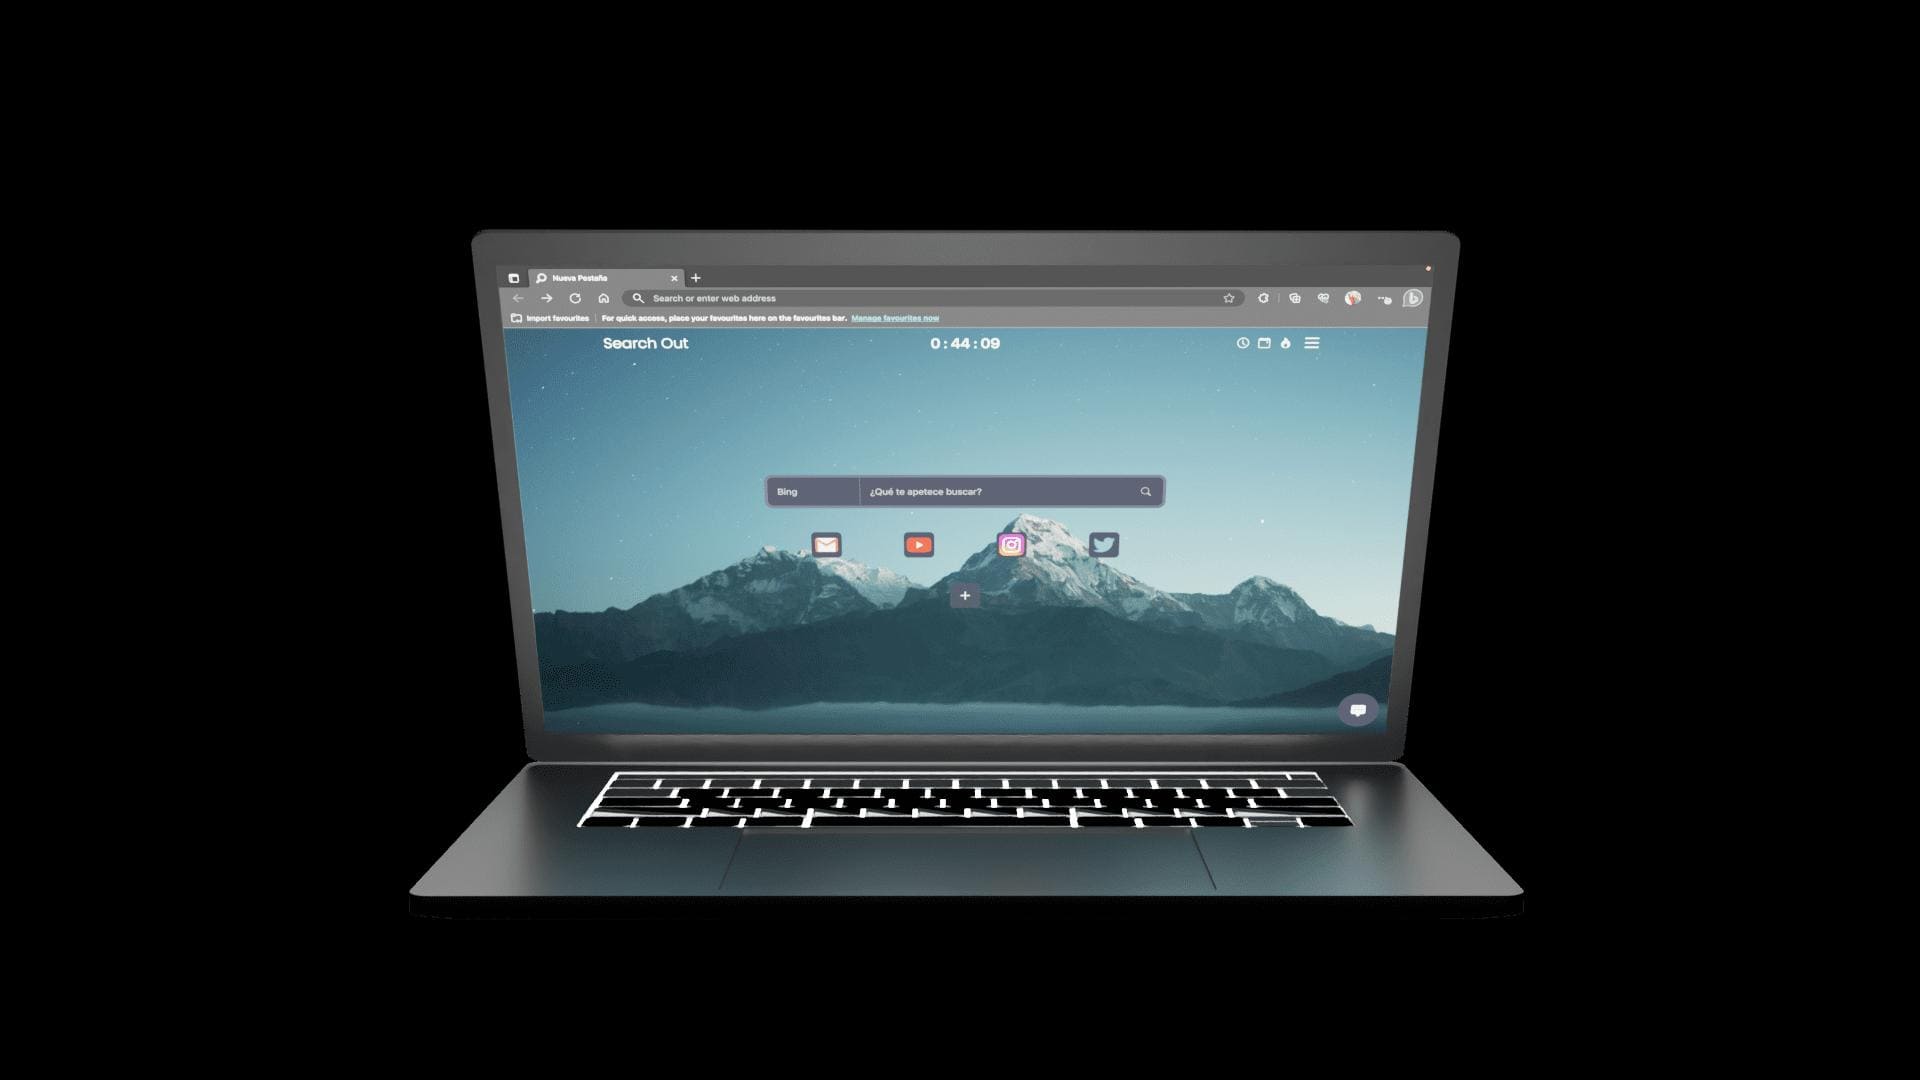 Nueva Pestaña
Search or enter web address
Import favourites
For quick access, place your favourites here on the favourites bar. Manage favourites now
Search Out
0 : 44 : 09
Bing
¿Qué te apetece buscar?